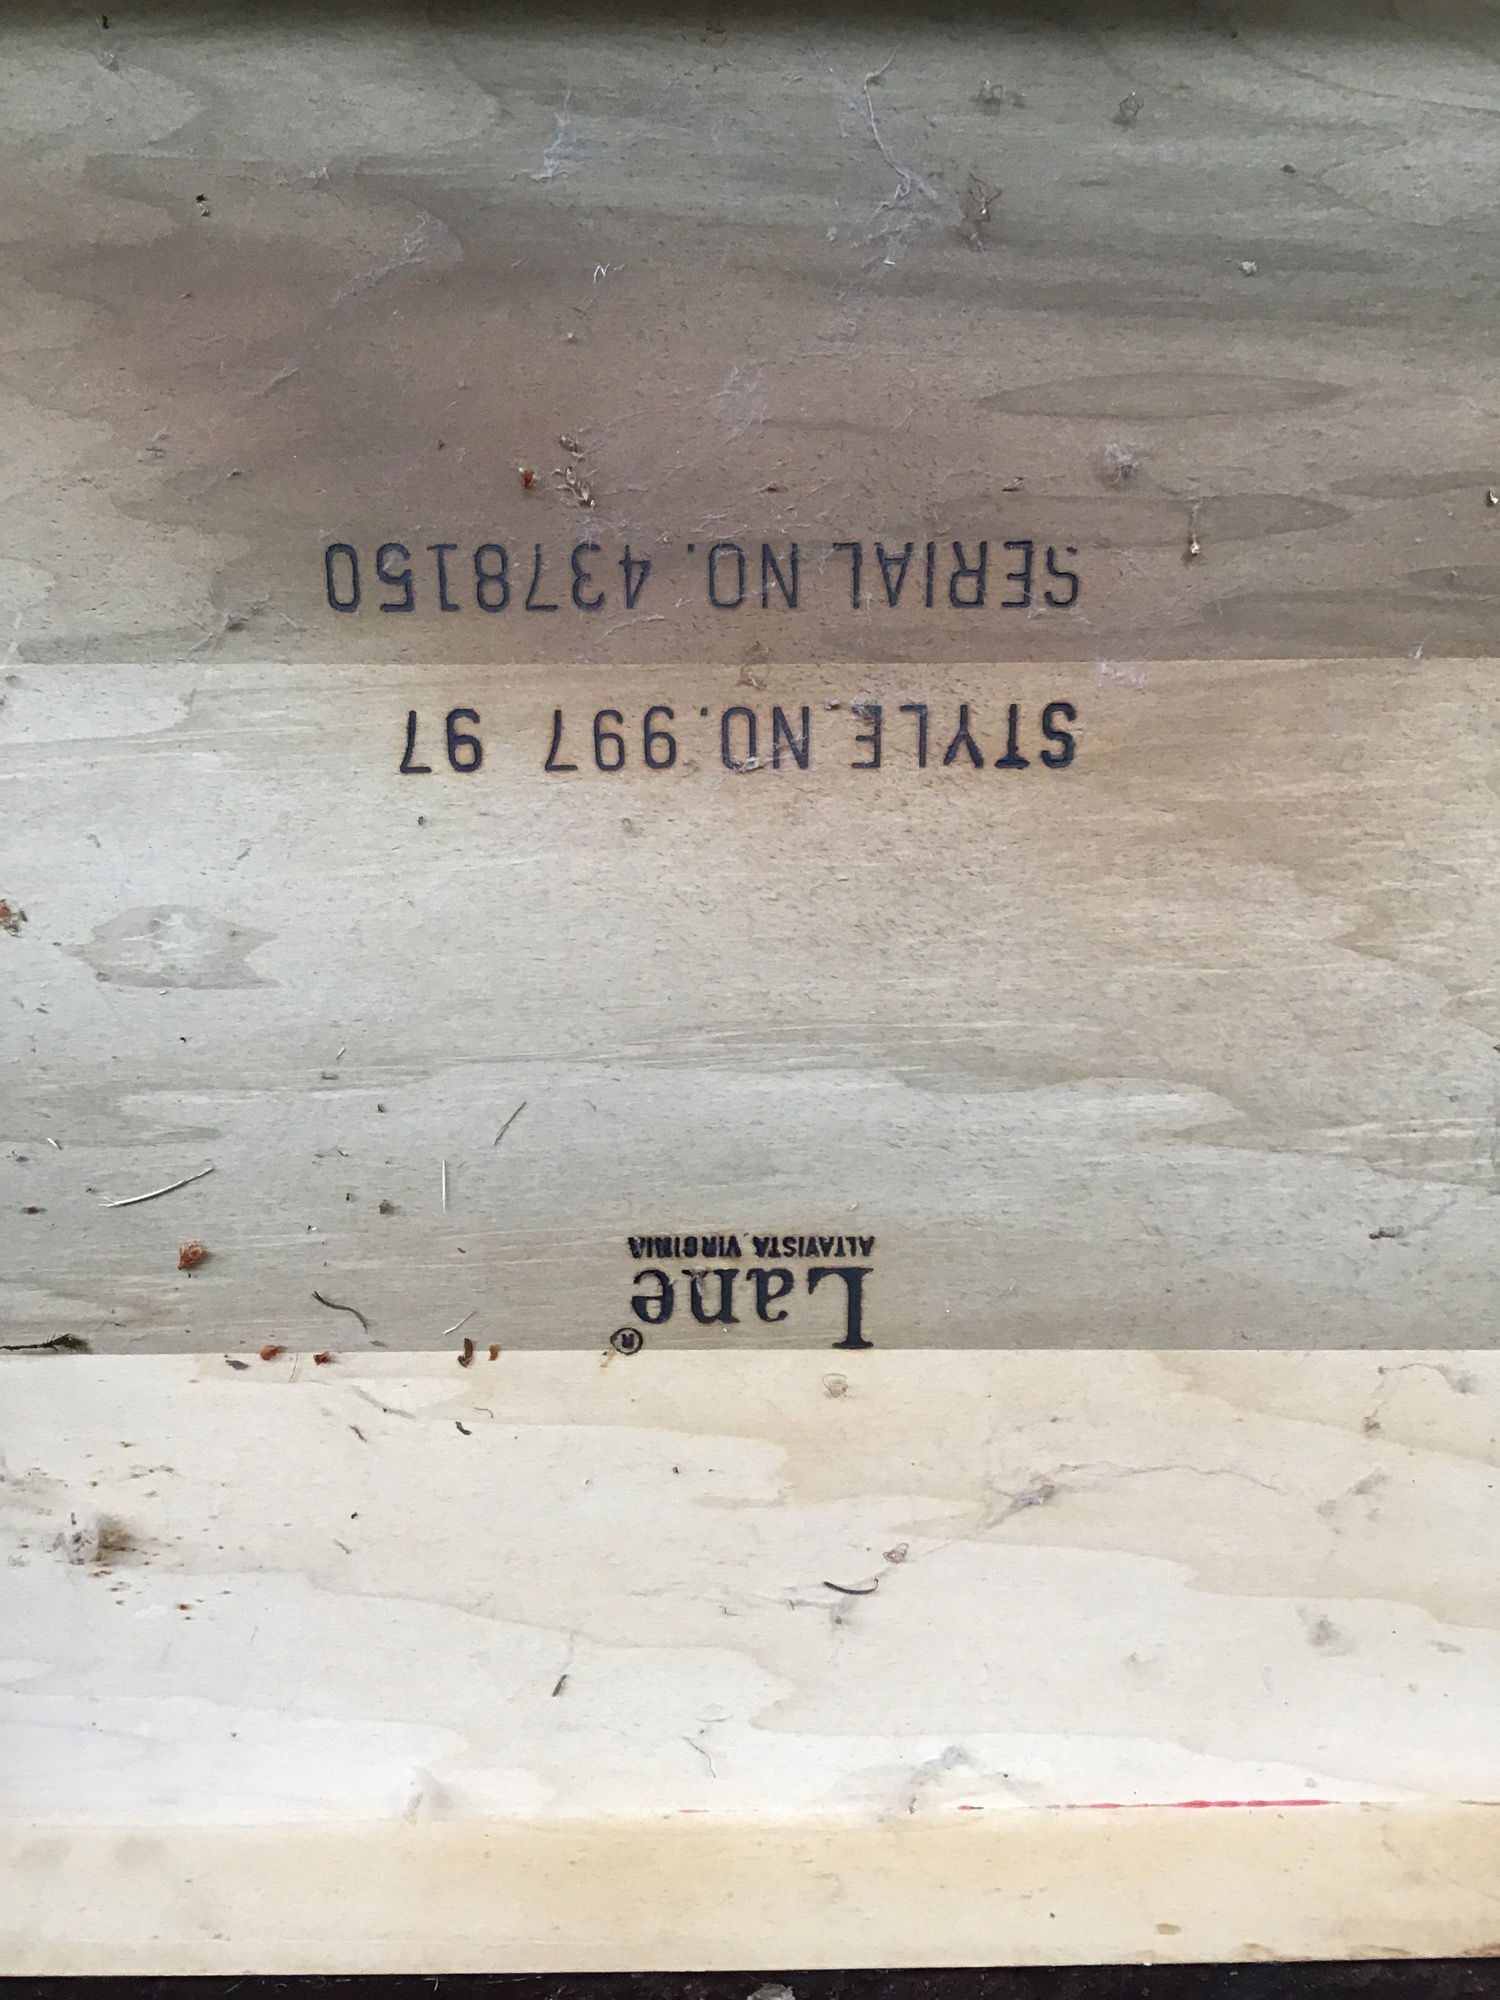 Lane®
ALTAVISTA, VIRGINIA
STYLE NO. 997 97
SERIAL NO. 4378150